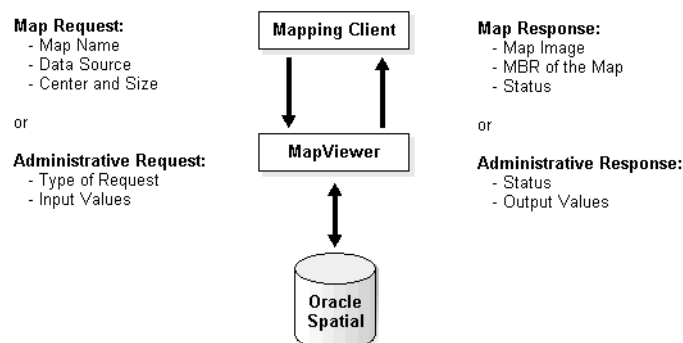 Map Request:
- Map Name
- Data Source
- Center and Size
or
Administrative Request:
- Type of Request
- Input Values
Mapping Client
MapViewer
Oracle
Spatial
Map Response:
- Map Image
- MBR of the Map
- Status
or
Administrative Response:
- Status
- Output Values